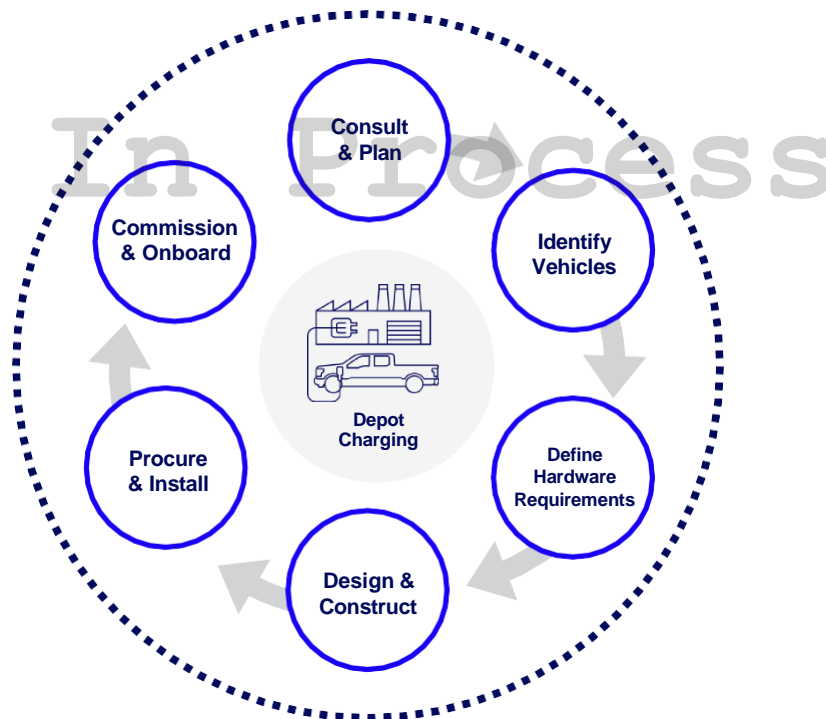 In Process
Consult
& Plan
Identify
Vehicles
Define
Hardware
Requirements
Design &
Construct
Procure
& Install
Commission
& Onboard
Depot
Charging